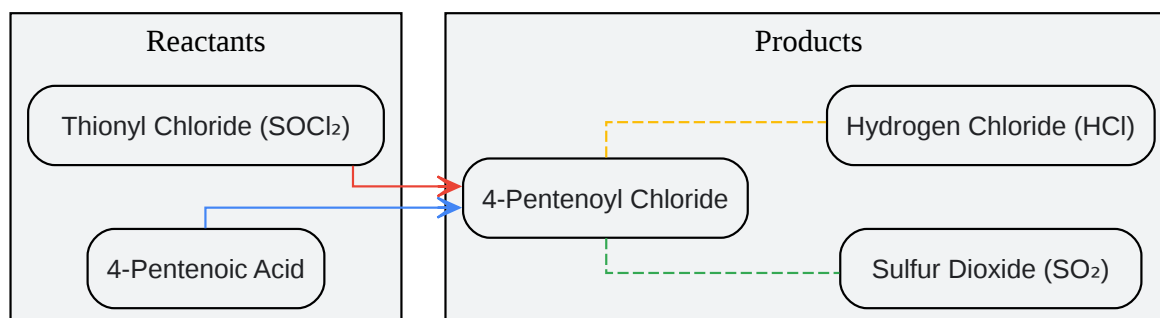 Reactants
Thionyl Chloride (SOCl₂)
4-Pentenoic Acid
Products
4-Pentenoyl Chloride
Hydrogen Chloride (HCl)
Sulfur Dioxide (SO₂)